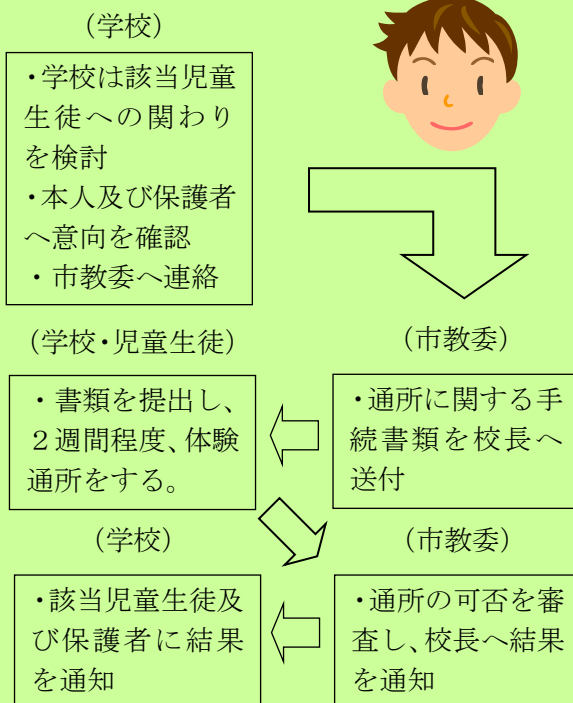 （学校）
・学校は該当児童
生徒への関わり
を検討
・本人及び保護者
へ意向を確認
・市教委へ連絡
（市教委）
・通所に関する手
続書類を校長へ
送付
（学校・児童生徒）
・書類を提出し、
２週間程度、体験
通所をする。
（市教委）
・通所の可否を審
査し、校長へ結果
を通知
（学校）
・該当児童生徒及
び保護者に結果
を通知